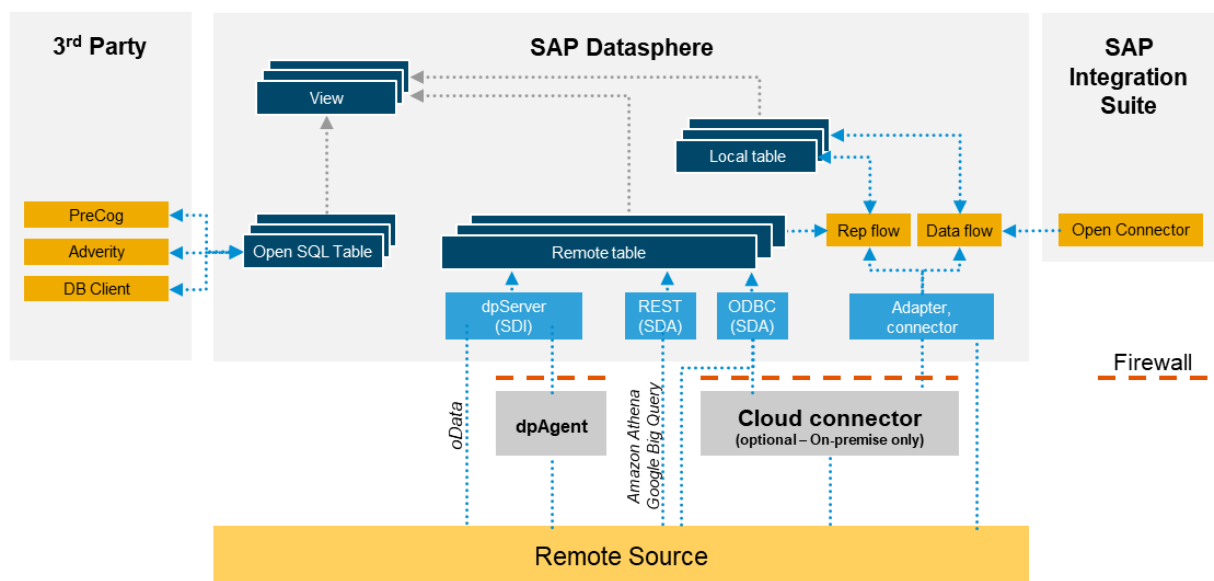 3rd Party
SAP Datasphere
SAP
Integration
Suite
View
Local table
PreCog
Adverity
DB Client
Open SQL Table
Remote table
Rep flow
Data flow
Open Connector
dpServer
(SDI)
REST
(SDA)
ODBC
(SDA)
Adapter,
connector
Firewall
oData
dpAgent
Amazon Athena
Google Big Query
Cloud connector
(optional – On-premise only)
Remote Source